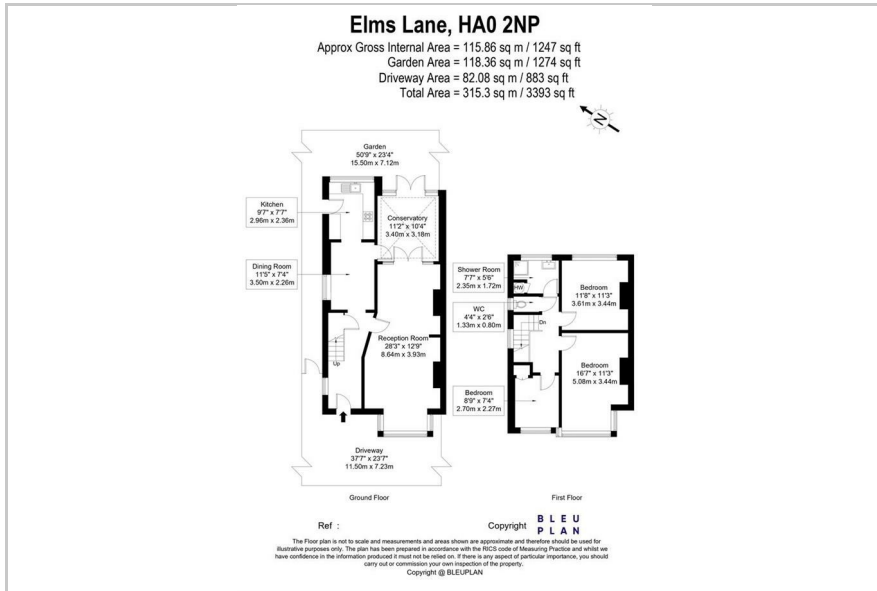 Elms Lane, HA0 2NP
Approx Gross Internal Area = 115.86 sq m / 1247 sq ft
Garden Area = 118.36 sq m / 1274 sq ft
Driveway Area = 82.08 sq m / 883 sq ft
Total Area = 315.3 sq m / 3393 sq ft
N
Garden
50'9" x 23'4"
15.50m x 7.12m
Kitchen
9'7" x 7'7"
2.96m x 2.36m
Conservatory
11'2" x 10'4"
3.40m x 3.18m
Dining Room
11'5" x 7'4"
3.50m x 2.26m
Reception Room
28'3" x 12'9"
8.64m x 3.93m
Up
Driveway
37'7" x 23'7"
11.50m x 7.23m
Ground Floor
Shower Room
7'7" x 5'6"
2.35m x 1.72m
HW
WC
4'4" x 2'6"
1.33m x 0.80m
Dn
Bedroom
11'8" x 11'3"
3.61m x 3.44m
Bedroom
16'7" x 11'3"
5.08m x 3.44m
Bedroom
8'9" x 7'4"
2.70m x 2.27m
First Floor
Ref :
Copyright
BLEU
PLAN
The Floor plan is not to scale and measurements and areas shown are approximate and therefore should be used for
illustrative purposes only. The plan has been prepared in accordance with the RICS code of Measuring Practice and whilst we
have confidence in the information produced it must not be relied on. If there is any aspect of particular importance, you should
carry out or commission your own inspection of the property.
Copyright @ BLEUPLAN